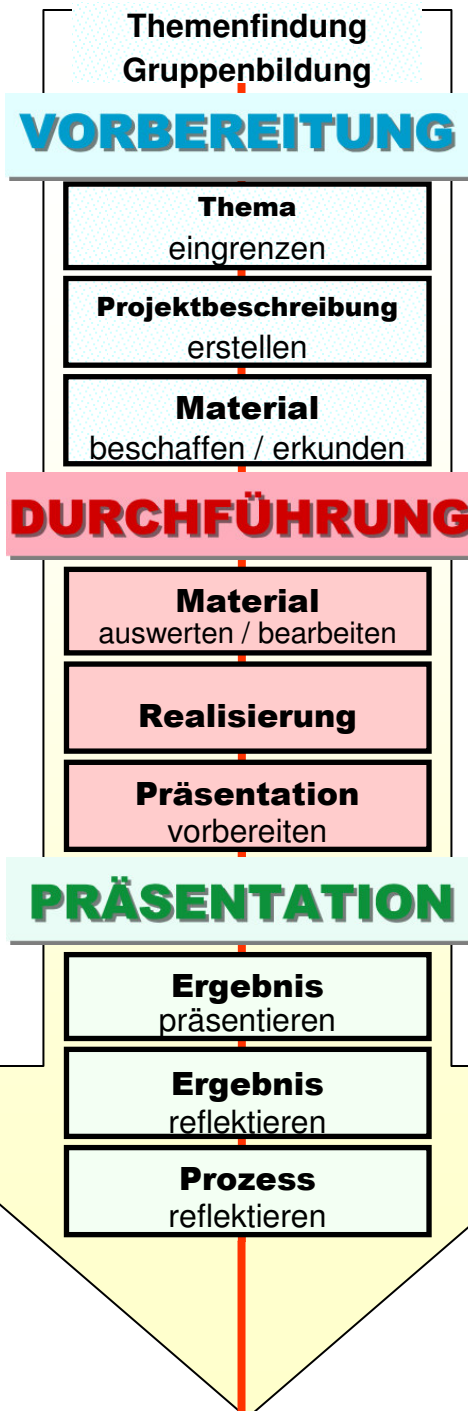 Themenfindung
Gruppenbildung
VORBEREITUNG
Thema
eingrenzen
Projektbeschreibung
erstellen
Material
beschaffen / erkunden
DURCHFÜHRUNG
Material
auswerten / bearbeiten
Realisierung
Präsentation
vorbereiten
PRÄSENTATION
Ergebnis
präsentieren
Ergebnis
reflektieren
Prozess
reflektieren